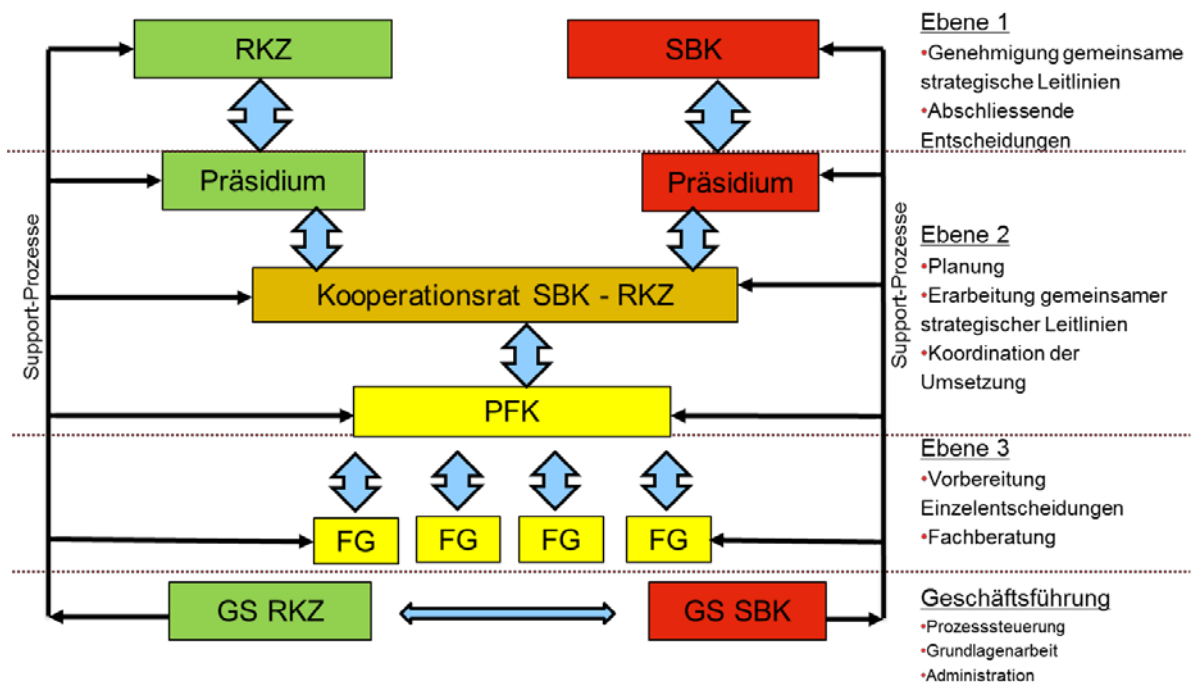 RKZ
SBK
Präsidium
Präsidium
Kooperationsrat SBK - RKZ
PFK
FG
FG
FG
FG
GS RKZ
GS SBK
Support-Prozesse
Support-Prozesse
Ebene 1
•Genehmigung gemeinsame
strategische Leitlinien
•Abschliessende
Entscheidungen
Ebene 2
•Planung
•Erarbeitung gemeinsamer
strategischer Leitlinien
•Koordination der
Umsetzung
Ebene 3
•Vorbereitung
Einzelentscheidungen
•Fachberatung
Geschäftsführung
•Prozesssteuerung
•Grundlagenarbeit
•Administration